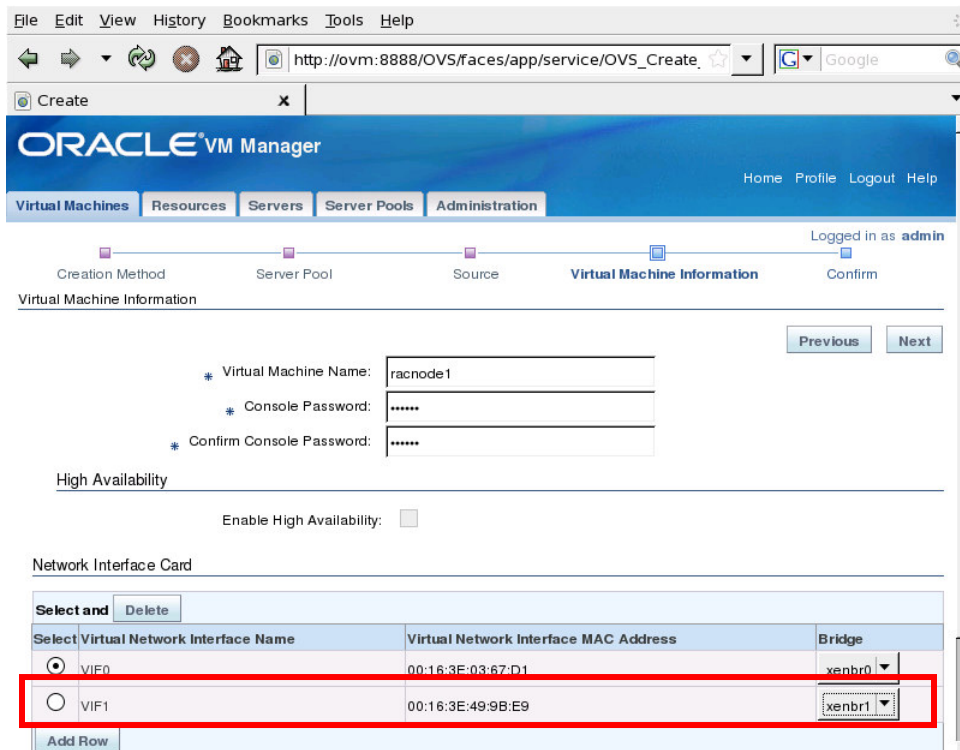 File Edit View History Bookmarks Tools Help
http://ovm:8888/OVS/faces/app/service/OVS_Create_ G Google
Create x
ORACLE VM Manager
Home Profile Logout Help
Virtual Machines Resources Servers Server Pools Administration
Logged in as admin
Creation Method Server Pool Source Virtual Machine Information Confirm
Virtual Machine Information
Previous Next
* Virtual Machine Name: racnode1
* Console Password: ••••••
* Confirm Console Password: ••••••
High Availability
Enable High Availability:
Network Interface Card
Select and Delete
Select Virtual Network Interface Name Virtual Network Interface MAC Address Bridge
VIF0 00:16:3E:03:67:D1 xenbr0
VIF1 00:16:3E:49:9B:E9 xenbr1
Add Row